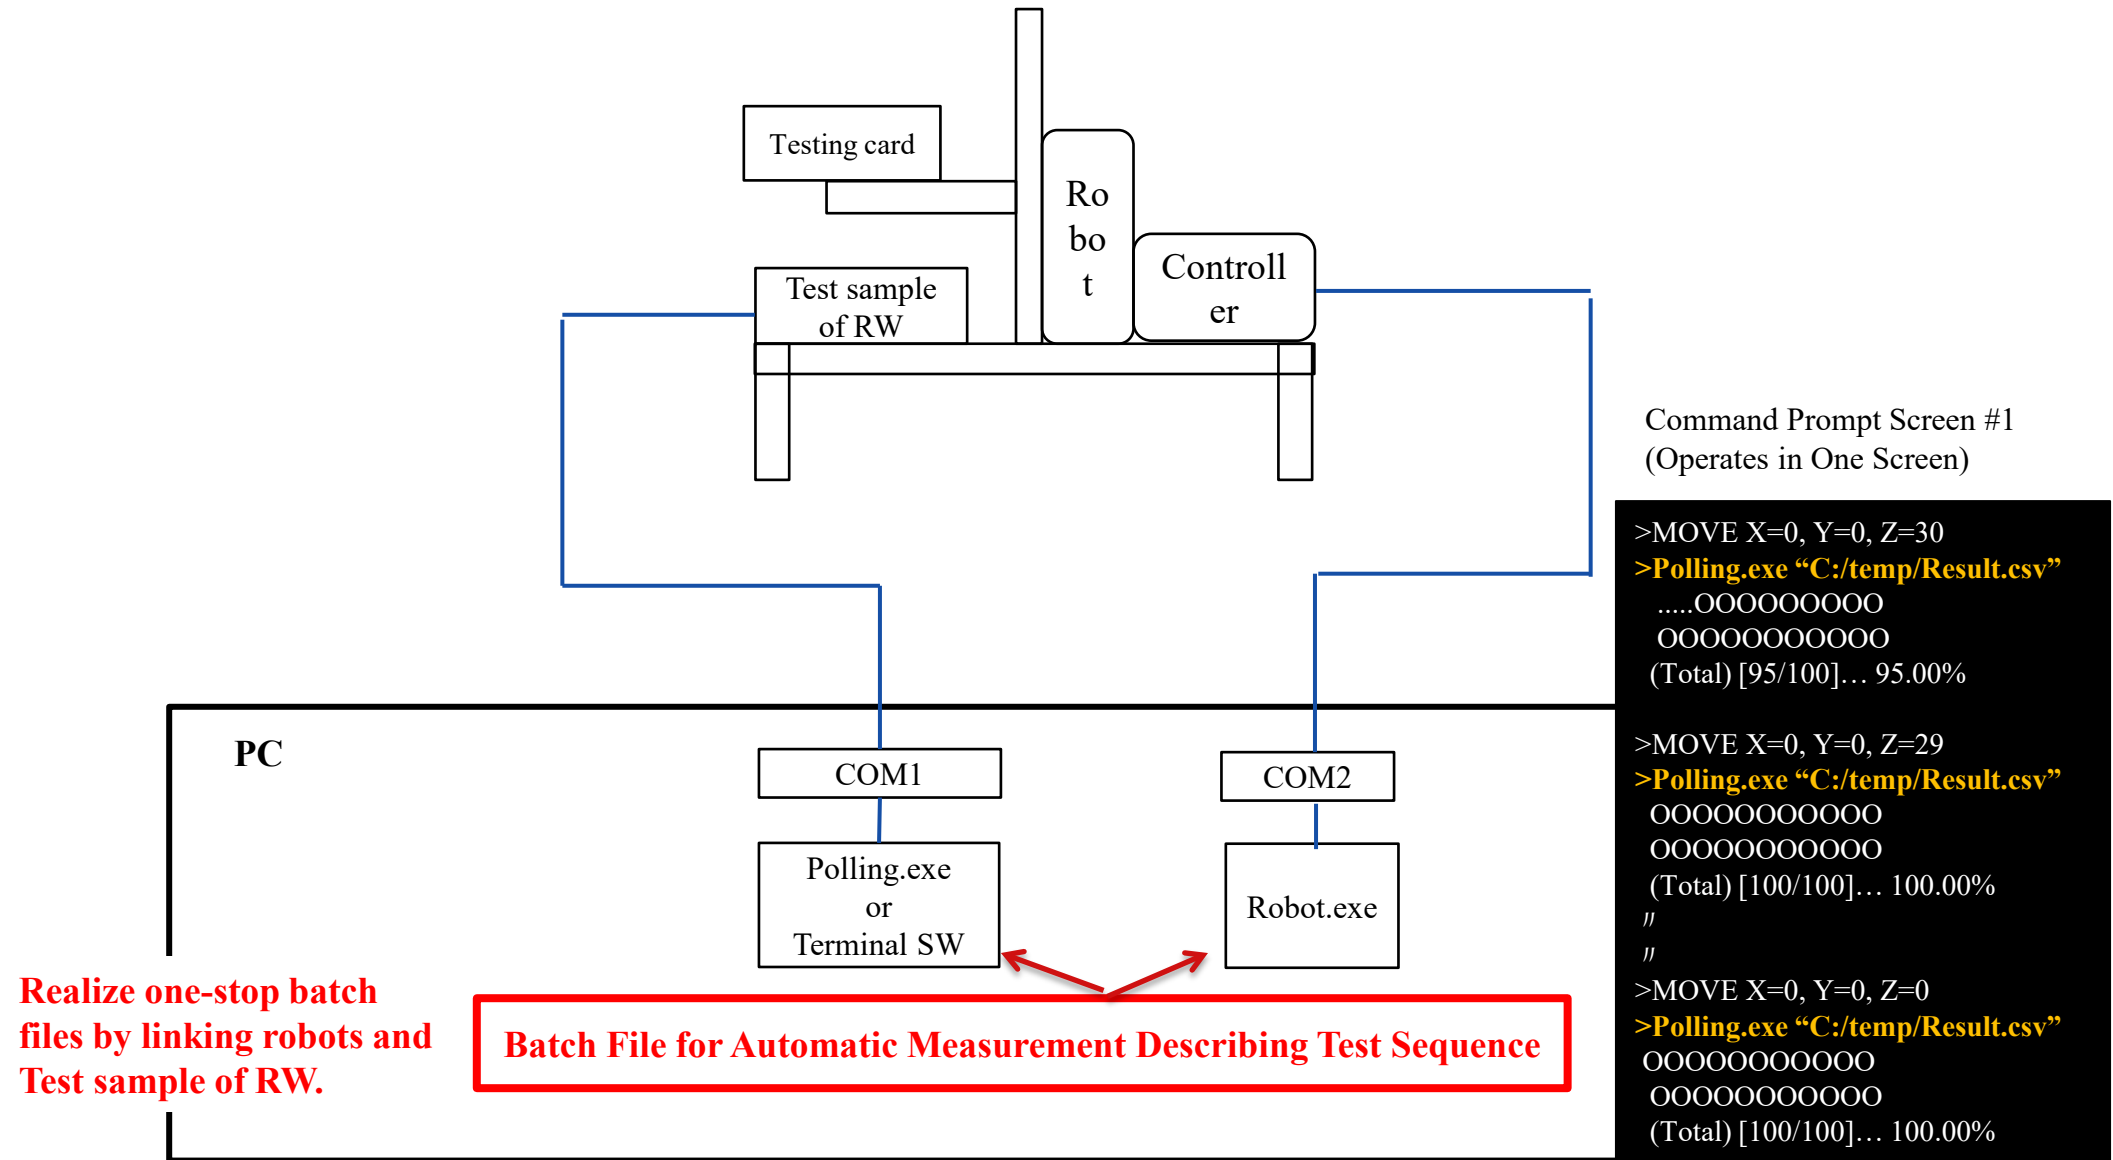 Testing card
Ro
bo
t
Controll
er
Test sample
of RW
Command Prompt Screen #1
(Operates in One Screen)
>MOVE X=0, Y=0, Z=30
>Polling.exe “C:/temp/Result.csv”
.....OOOOOOOOO
OOOOOOOOOOO
(Total) [95/100]… 95.00%
>MOVE X=0, Y=0, Z=29
>Polling.exe “C:/temp/Result.csv”
OOOOOOOOOOO
OOOOOOOOOOO
(Total) [100/100]… 100.00%
〃
〃
>MOVE X=0, Y=0, Z=0
>Polling.exe “C:/temp/Result.csv”
OOOOOOOOOOO
OOOOOOOOOOO
(Total) [100/100]… 100.00%
PC
COM1
COM2
Polling.exe
or
Terminal SW
Robot.exe
Realize one-stop batch
files by linking robots and
Test sample of RW.
Batch File for Automatic Measurement Describing Test Sequence